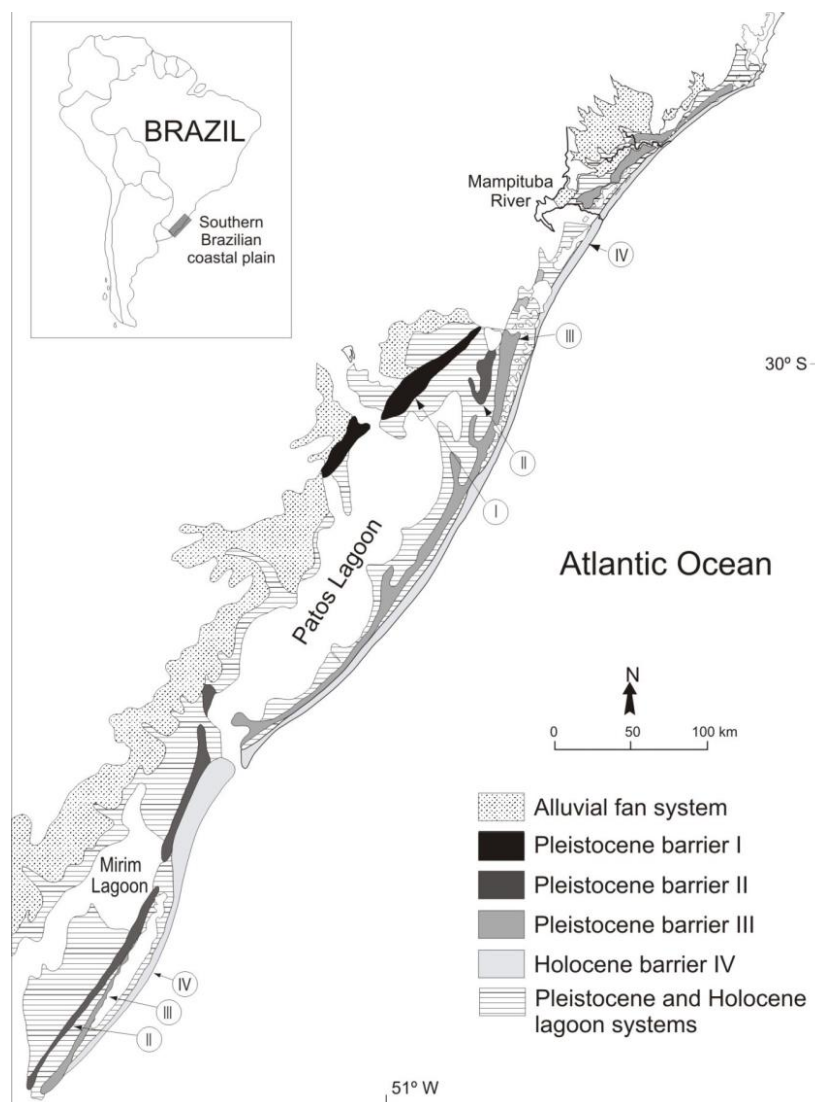 BRAZIL
Southern
Brazilian
coastal plain
Mampituba
River
IV
III
30º S
II
I
Patos Lagoon
Atlantic Ocean
N
0 50 100 km
Mirim
Lagoon
IV
III
II
51º W
Alluvial fan system
Pleistocene barrier I
Pleistocene barrier II
Pleistocene barrier III
Holocene barrier IV
Pleistocene and Holocene
lagoon systems